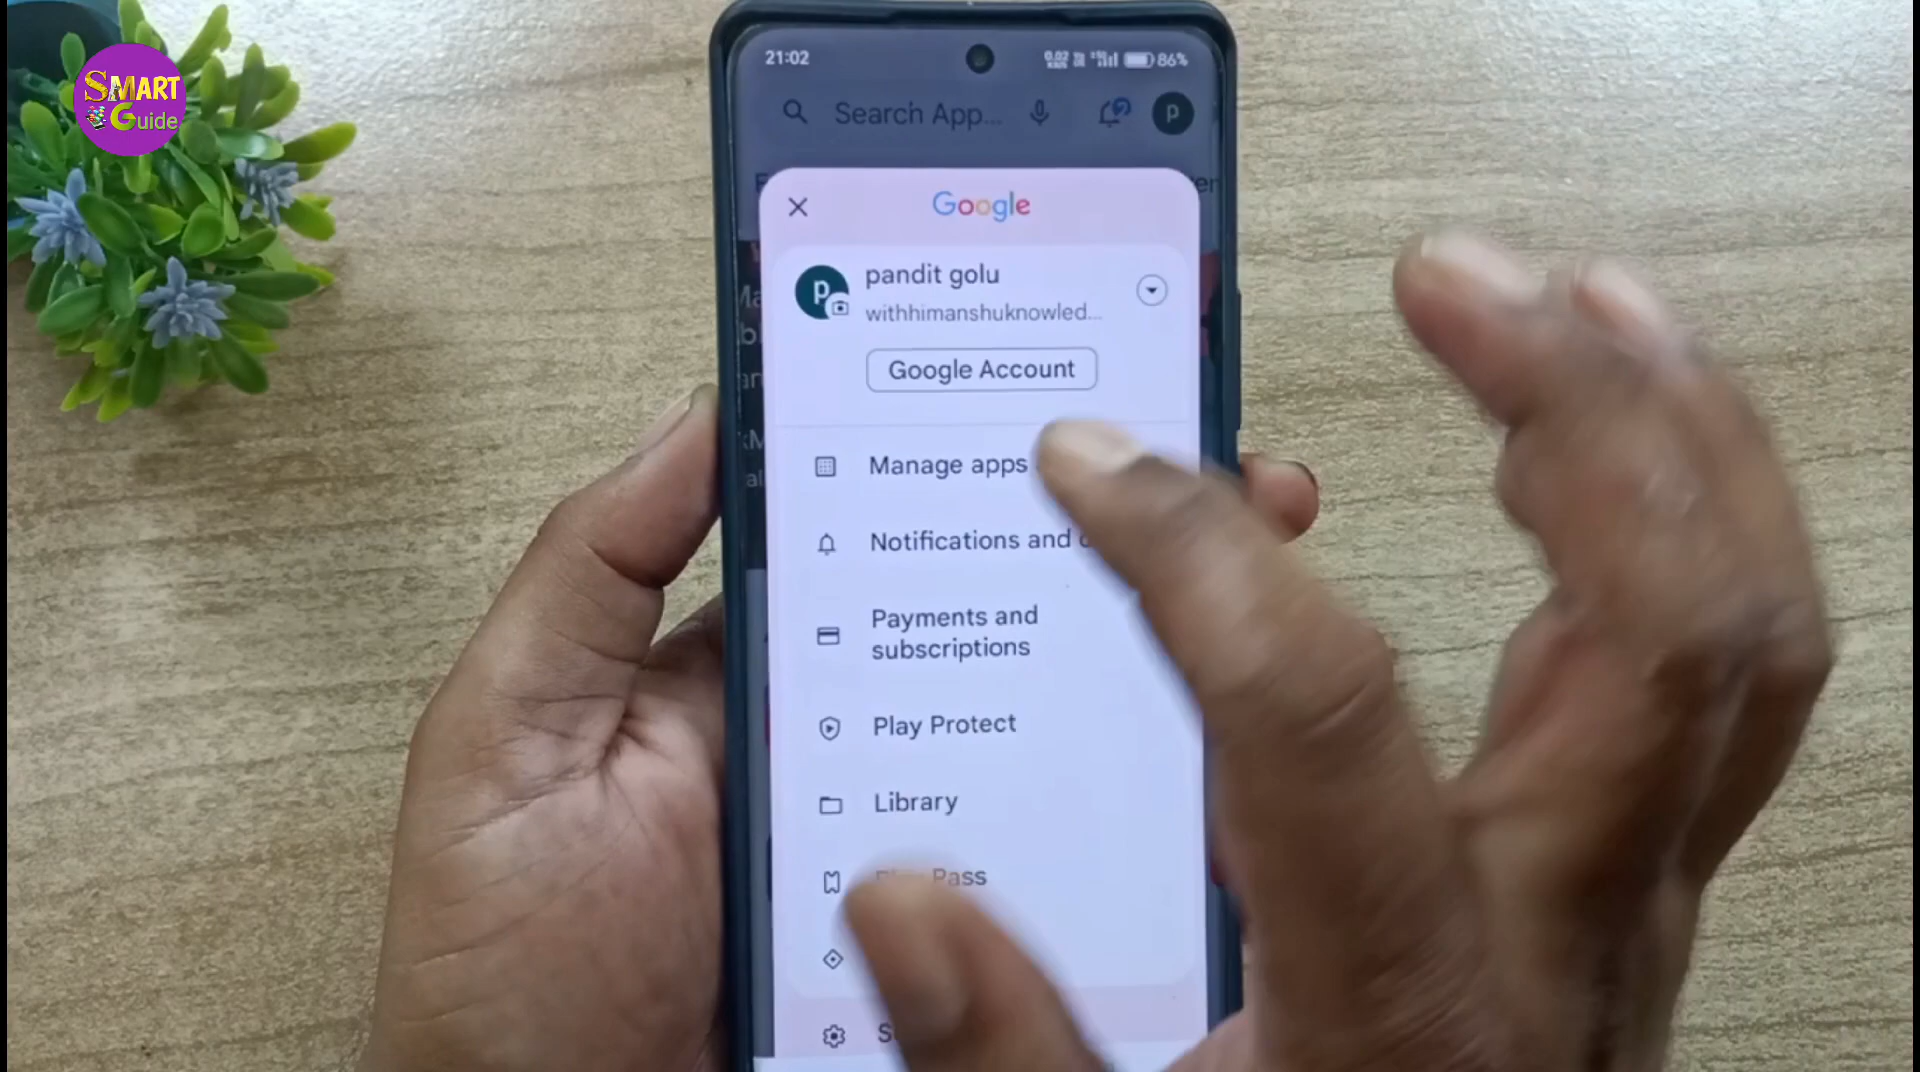 SMART
Guide
21:02
86%
Search App...
P
Google
pandit golu
p
withhimanshuknowled...
Google Account
Manage apps
Notifications and
Payments and
subscriptions
Play Protect
Library
Pass